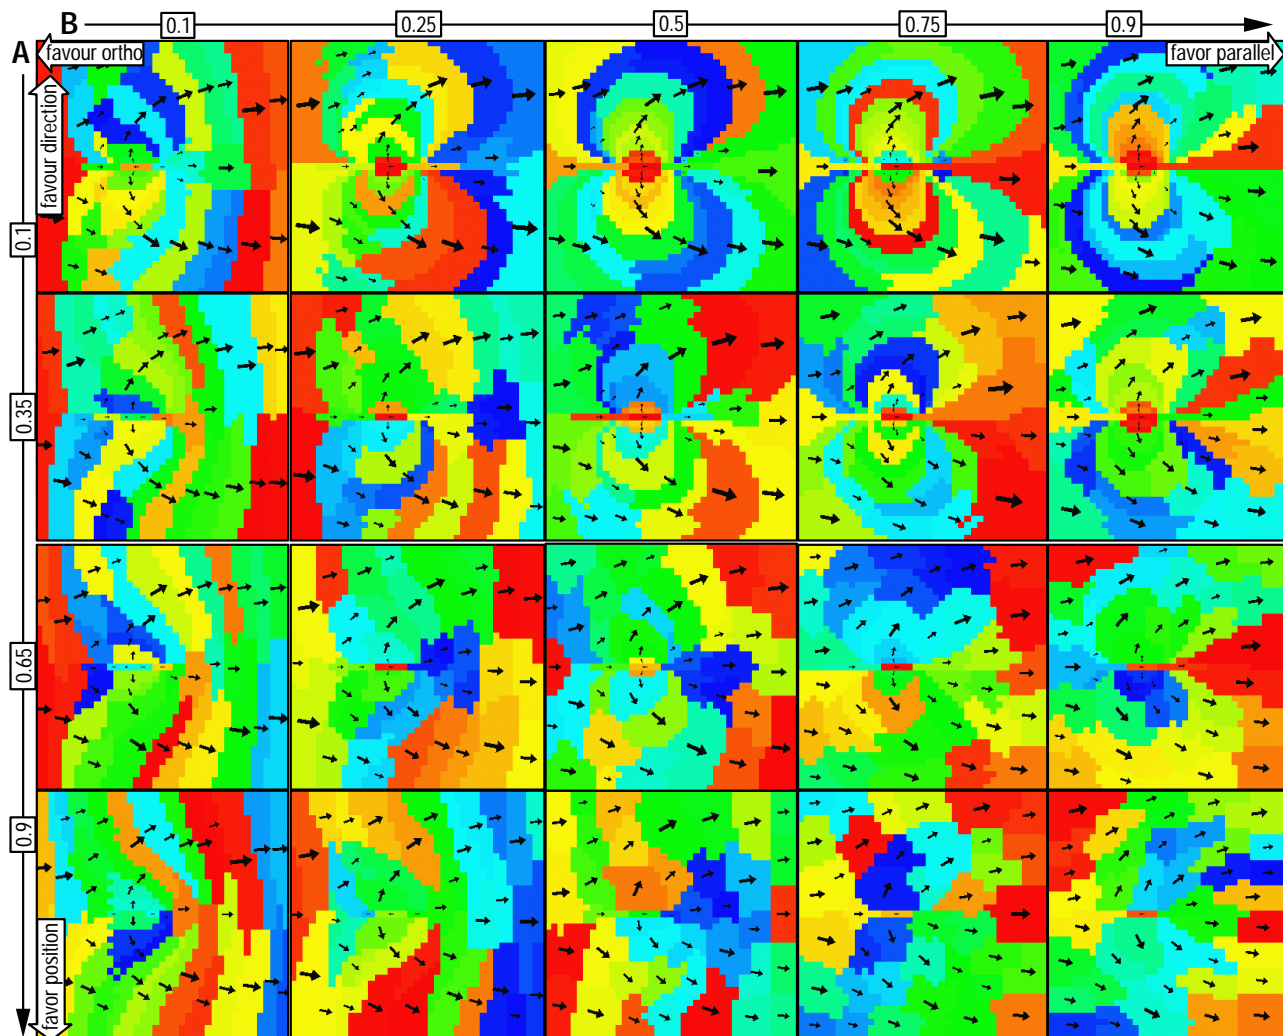 B 0.1 0.25 0.5 0.75 0.9
A favour ortho favor parallel
favour direction
0.1
0.35
0.65
0.9
favor position